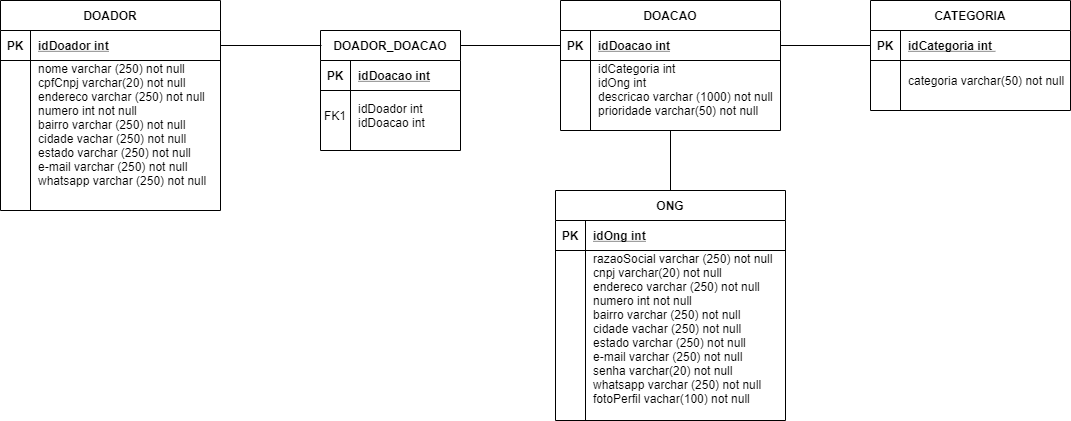 DOADOR
PK idDoador int
nome varchar (250) not null
cpfCnpj varchar(20) not null
endereco varchar (250) not null
numero int not null
bairro varchar (250) not null
cidade vachar (250) not null
estado varchar (250) not null
e-mail varchar (250) not null
whatsapp varchar (250) not null
DOADOR_DOACAO
PK idDoacao int
FK1
idDoador int
idDoacao int
DOACAO
PK idDoacao int
idCategoria int
idOng int
descricao varchar (1000) not null
prioridade varchar(50) not null
CATEGORIA
PK idCategoria int
categoria varchar(50) not null
ONG
PK idOng int
razaoSocial varchar (250) not null
cnpj varchar(20) not null
endereco varchar (250) not null
numero int not null
bairro varchar (250) not null
cidade vachar (250) not null
estado varchar (250) not null
e-mail varchar (250) not null
senha varchar(20) not null
whatsapp varchar (250) not null
fotoPerfil vachar(100) not null